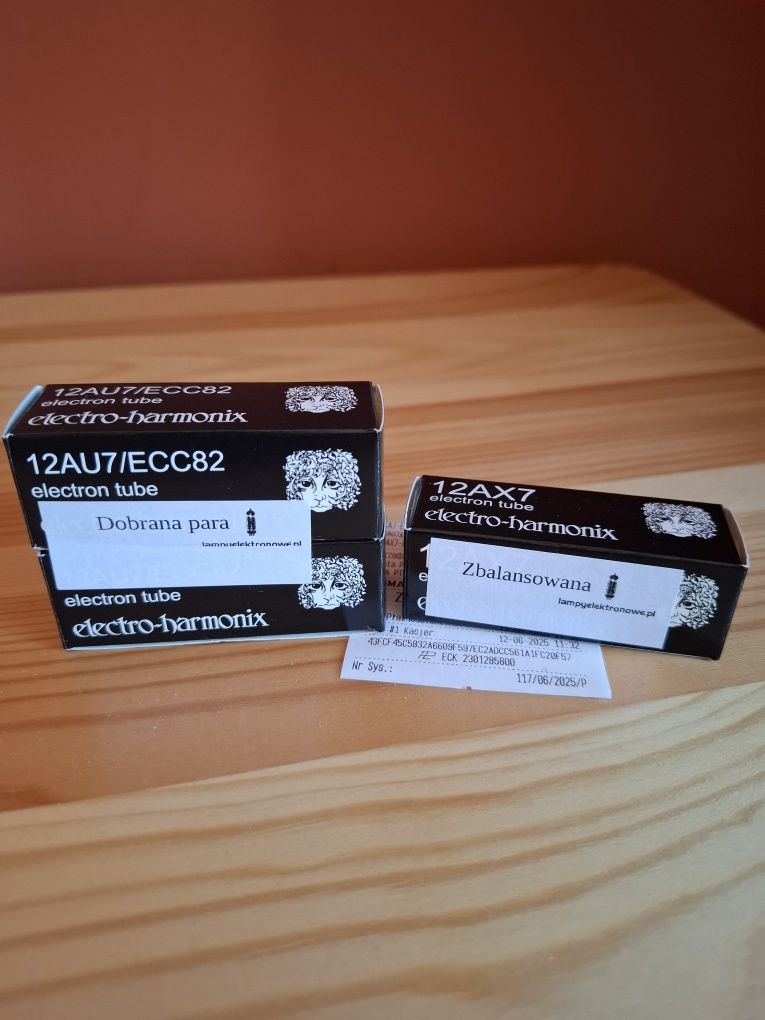 12AU7/ECC82
electron tube
electro-harmonix
12AU7/ECC82
electron tube
Dobrana para
lampyelektronowe.pl
electron tube
electro-harmonix
12AX7
electron tube
electro-harmonix
Zbalansowana
lampyelektronowe.pl
#1 Kasjer 12-06-2025 11:32
43FCF45C5832A6609F597EC2ADCC561A1FC20F57
ECK 2301285800
Nr Sys.: 117/06/2025/P